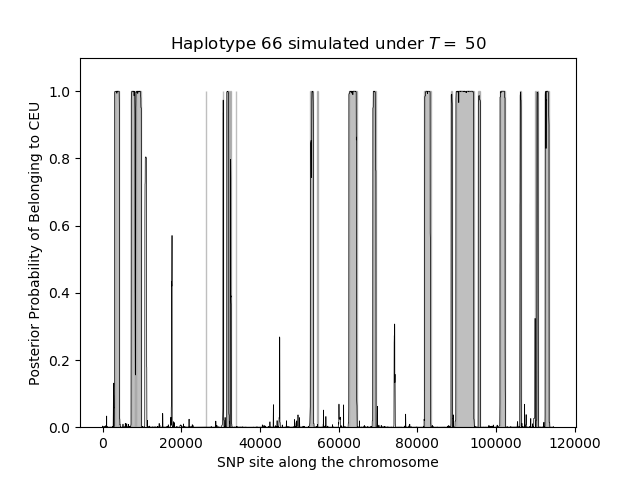 Haplotype 66 simulated under T = 50
Posterior Probability of Belonging to CEU
1.0
0.8
0.6
0.4
0.2
0.0
0 20000 40000 60000 80000 100000 120000
SNP site along the chromosome